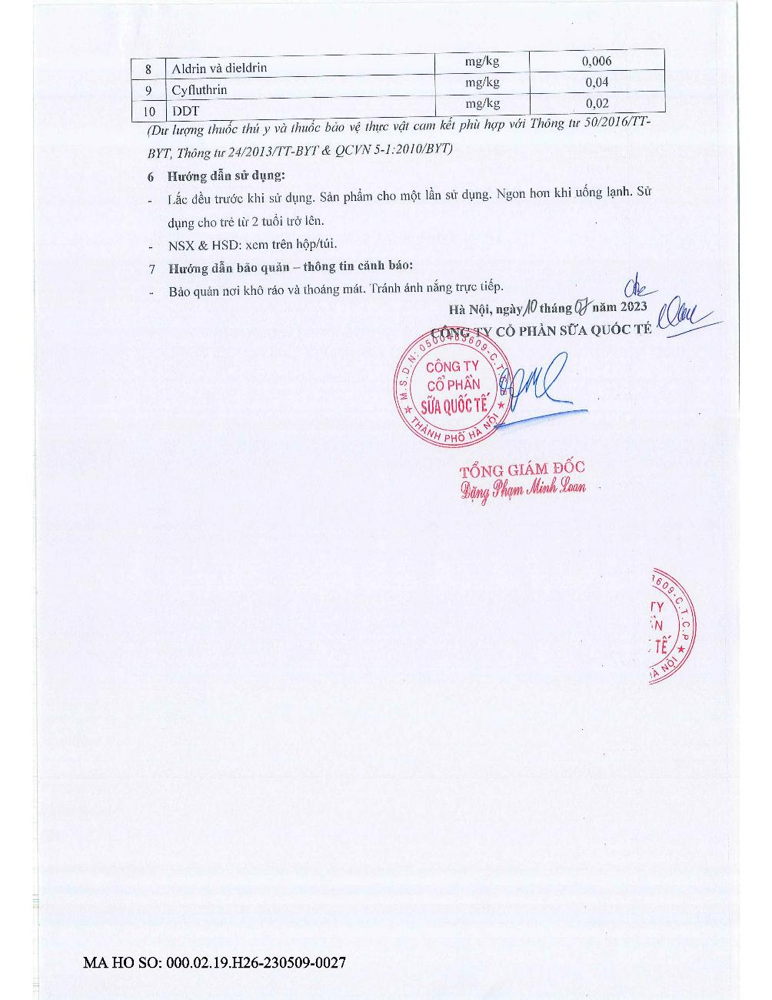 8 Aldrin và dieldrin mg/kg 0,006
9 Cyfluthrin mg/kg 0,04
10 DDT mg/kg 0,02
(Dư lượng thuốc thú y và thuốc bảo vệ thực vật cam kết phù hợp với Thông tư 50/2016/TT-
BYT, Thông tư 24/2013/TT-BYT & QCVN 5-1:2010/BYT)
6 Hướng dẫn sử dụng:
- Lắc đều trước khi sử dụng. Sản phẩm cho một lần sử dụng. Ngon hơn khi uống lạnh. Sử
dụng cho trẻ từ 2 tuổi trở lên.
- NSX & HSD: xem trên hộp/túi.
7 Hướng dẫn bảo quản – thông tin cảnh báo:
- Bảo quản nơi khô ráo và thoáng mát. Tránh ánh nắng trực tiếp.
Hà Nội, ngày 10 tháng 07 năm 2023
CÔNG TY CỔ PHẦN SỮA QUỐC TẾ
M.S.D.N: 0500463609-C.T.C.P
CÔNG TY
CỔ PHẦN
SỮA QUỐC TẾ
THÀNH PHỐ HÀ NỘI
TỔNG GIÁM ĐỐC
Đặng Phạm Minh Loan
3609-C.T.C.P
TY
ẦN
TẾ
À NỘI
MA HO SO: 000.02.19.H26-230509-0027